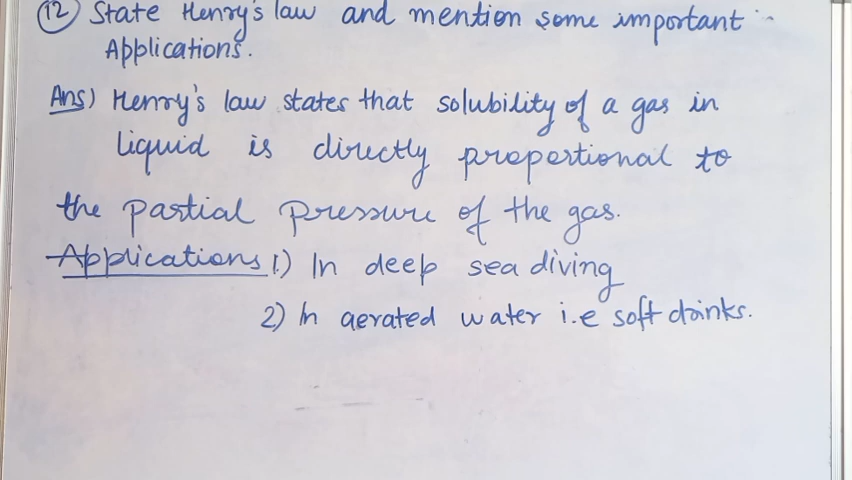 12 State Henry's law and mention some important
Applications.
Ans) Henry's law states that solubility of a gas in
liquid is directly propertional to
the partial pressure of the gas.
Applications 1.) In deep sea diving
2) In aerated water i.e soft drinks.